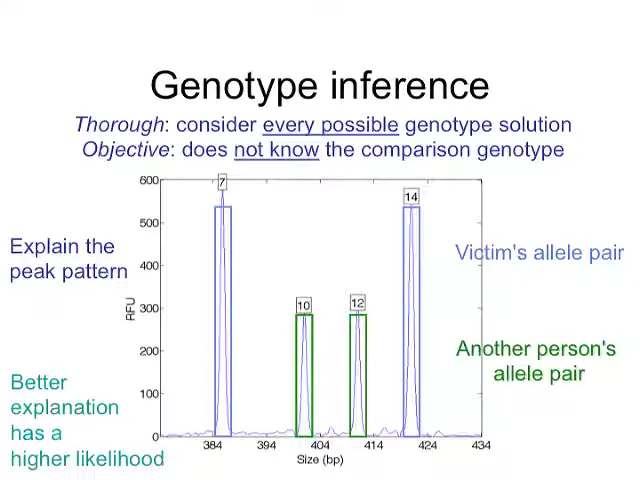 Genotype inference
Thorough: consider every possible genotype solution
Objective: does not know the comparison genotype
Explain the
peak pattern
Better
explanation
has a
higher likelihood
600
500
400
300
200
100
0
RFU
7
10
12
14
384
394
404
414
424
434
Size (bp)
Victim's allele pair
Another person's
allele pair